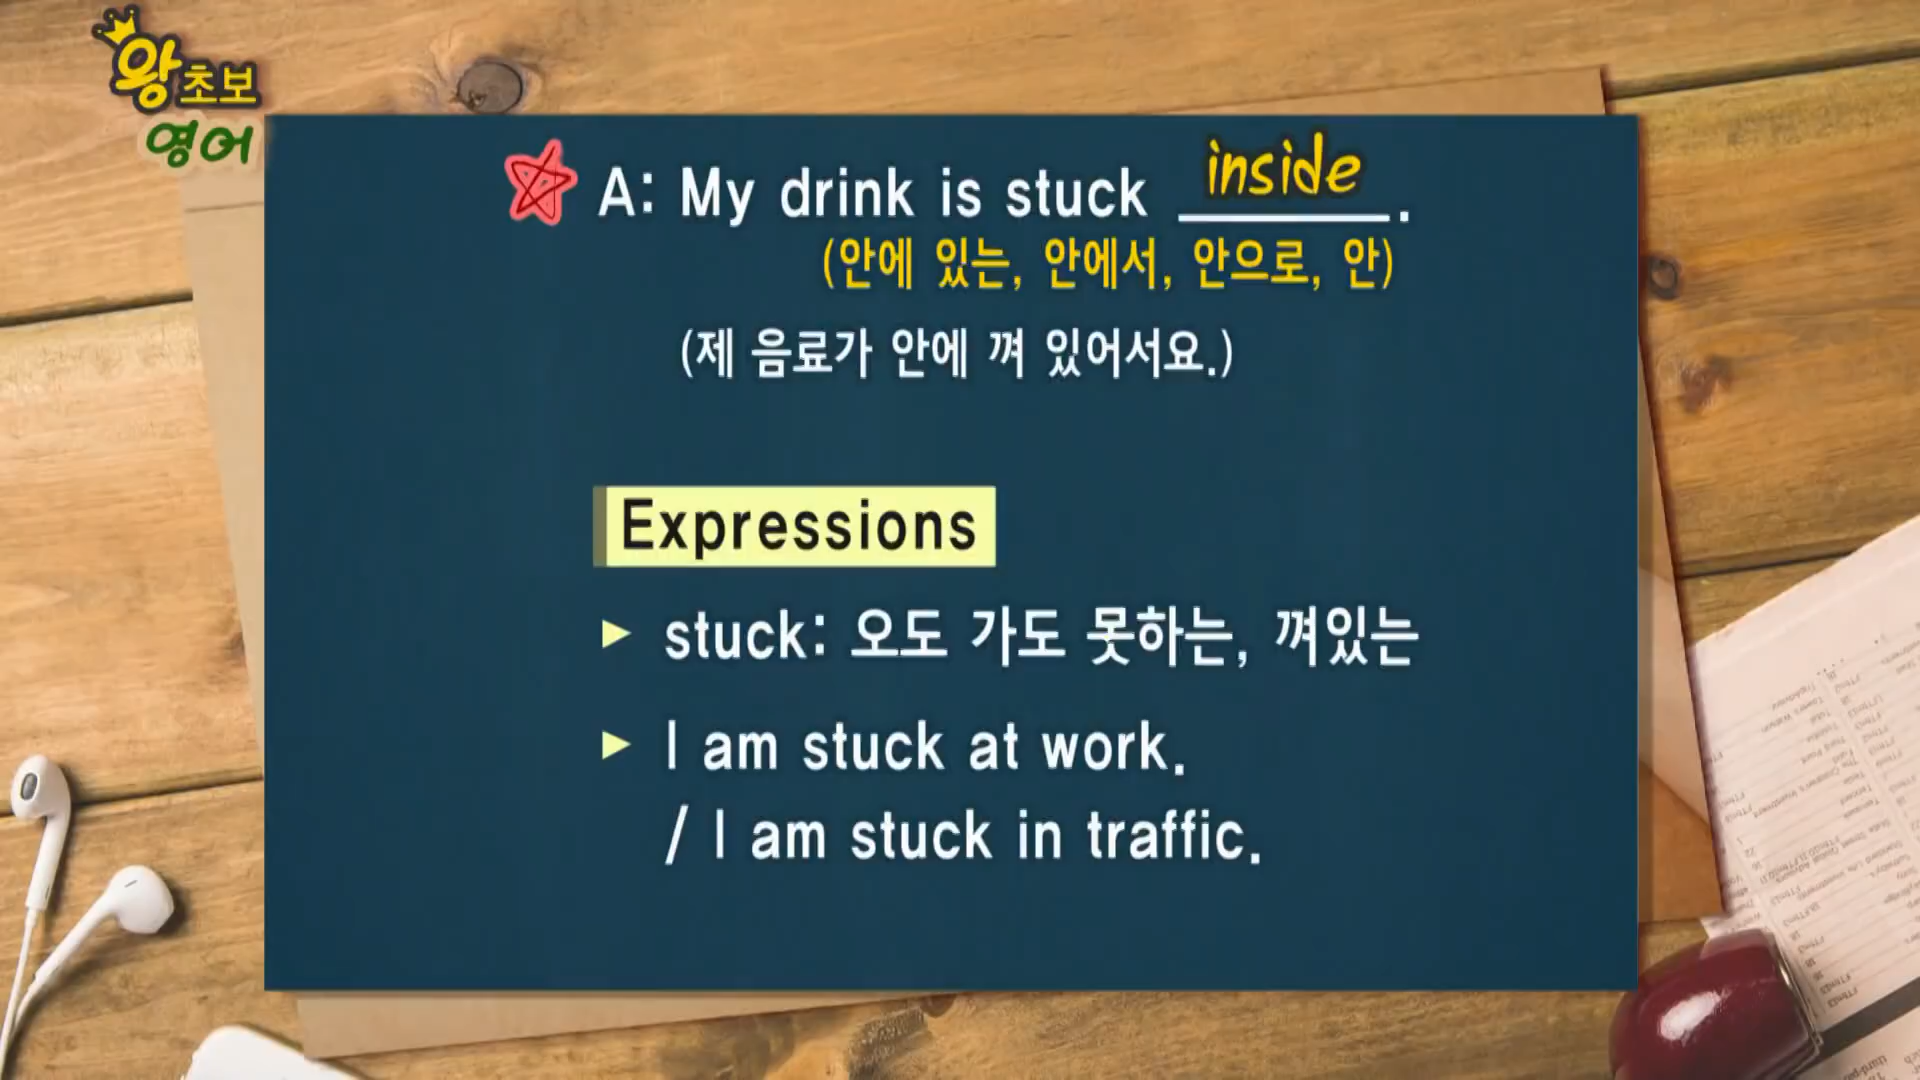 왕초보
영어
A: My drink is stuck inside.
(안에 있는, 안에서, 안으로, 안)
(제 음료가 안에 껴 있어서요.)
Expressions
▶ stuck: 오도 가도 못하는, 껴있는
▶ I am stuck at work.
/ I am stuck in traffic.